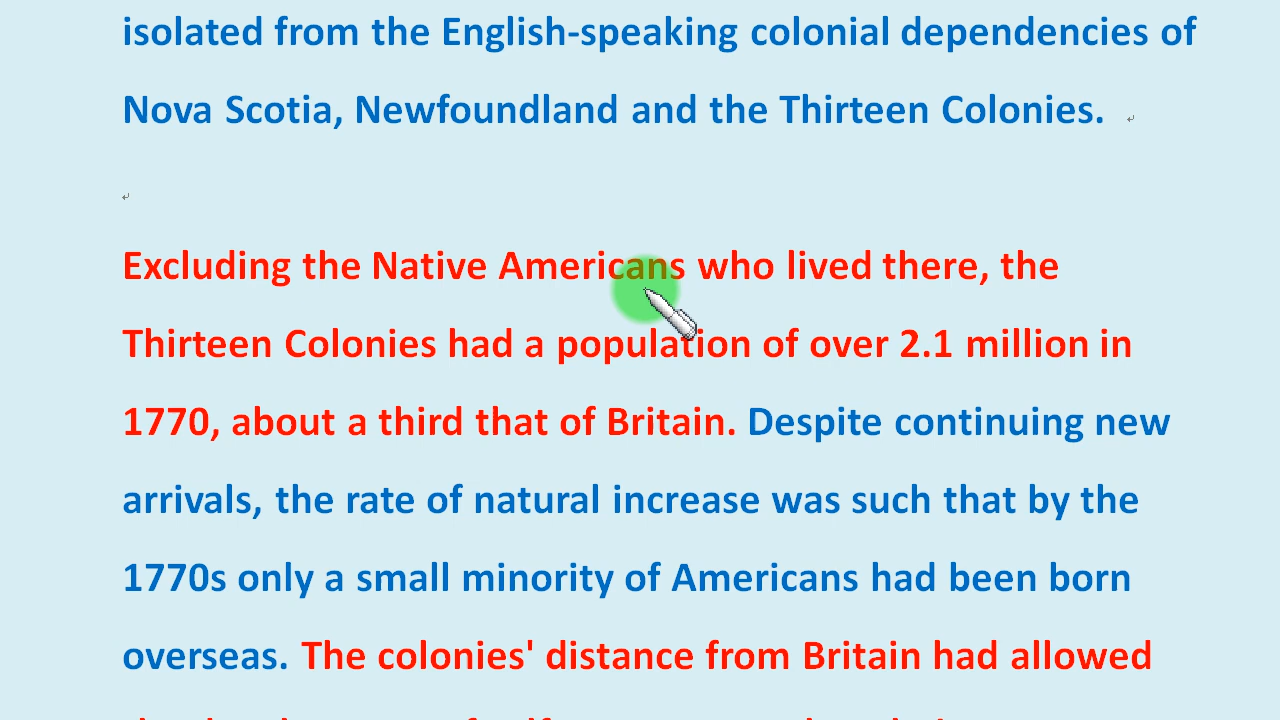 isolated from the English-speaking colonial dependencies of
Nova Scotia, Newfoundland and the Thirteen Colonies.
Excluding the Native Americans who lived there, the
Thirteen Colonies had a population of over 2.1 million in
1770, about a third that of Britain. Despite continuing new
arrivals, the rate of natural increase was such that by the
1770s only a small minority of Americans had been born
overseas. The colonies' distance from Britain had allowed